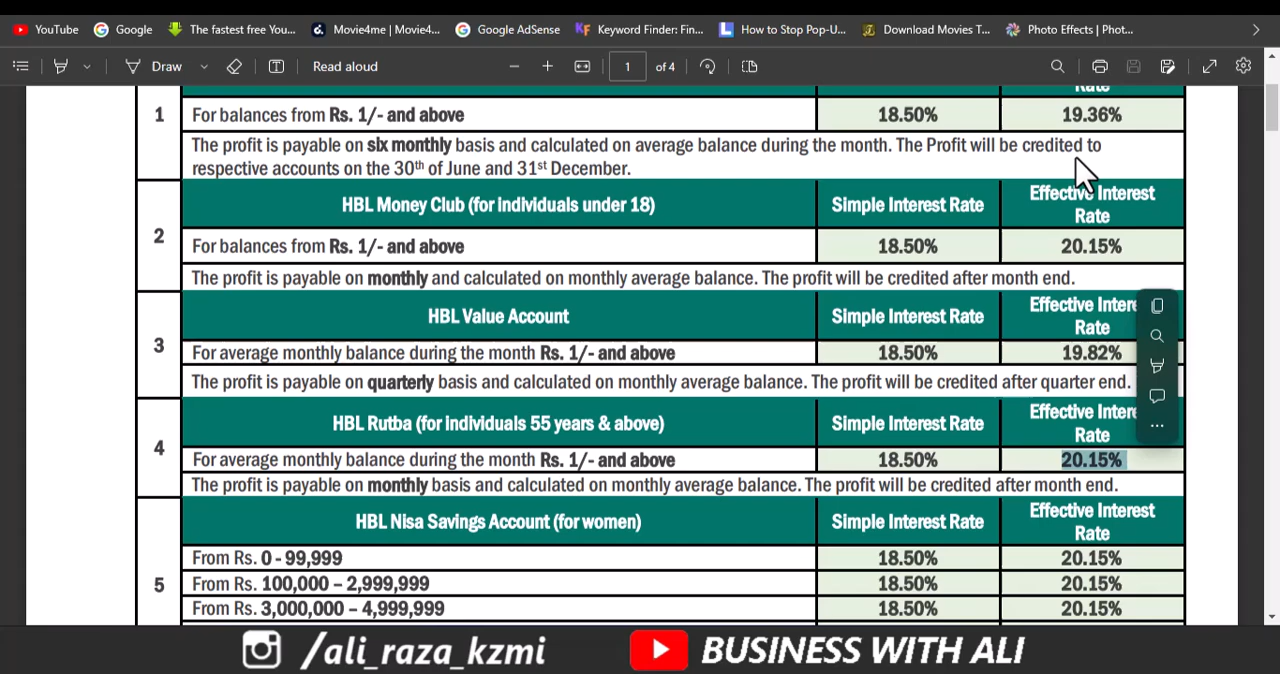 YouTube Google The fastest free You... Movie4me | Movie4... Google AdSense Keyword Finder: Fin... How to Stop Pop-U... Download Movies T... Photo Effects | Phot...
Draw Read aloud 1 of 4
Rate
1 For balances from Rs. 1/- and above 18.50% 19.36%
The profit is payable on six monthly basis and calculated on average balance during the month. The Profit will be credited to
respective accounts on the 30th of June and 31st December.
2 HBL Money Club (for individuals under 18) Simple Interest Rate Effective Interest
Rate
For balances from Rs. 1/- and above 18.50% 20.15%
The profit is payable on monthly and calculated on monthly average balance. The profit will be credited after month end.
3 HBL Value Account Simple Interest Rate Effective Intere
Rate
For average monthly balance during the month Rs. 1/- and above 18.50% 19.82%
The profit is payable on quarterly basis and calculated on monthly average balance. The profit will be credited after quarter end.
4 HBL Rutba (for individuals 55 years & above) Simple Interest Rate Effective Intere
Rate
For average monthly balance during the month Rs. 1/- and above 18.50% 20.15%
The profit is payable on monthly basis and calculated on monthly average balance. The profit will be credited after month end.
5 HBL Nisa Savings Account (for women) Simple Interest Rate Effective Interest
Rate
From Rs. 0 - 99,999 18.50% 20.15%
From Rs. 100,000 – 2,999,999 18.50% 20.15%
From Rs. 3,000,000 – 4,999,999 18.50% 20.15%
/ali_raza_kzmi BUSINESS WITH ALI